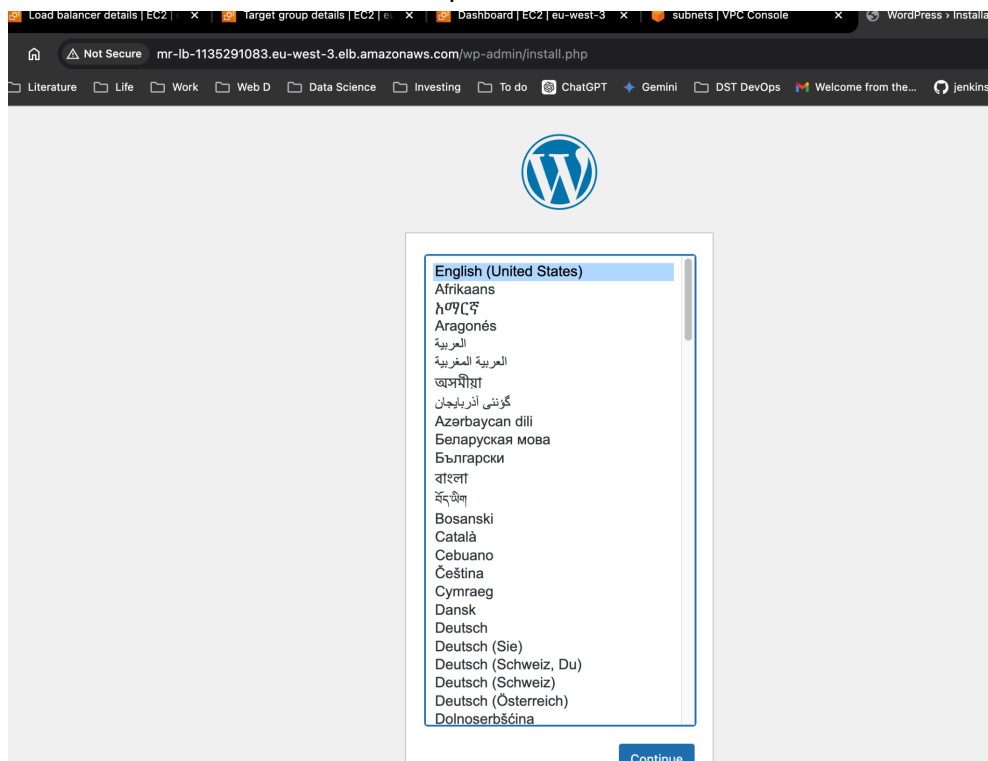 Load balancer details | EC2 | e
Target group details | EC2 | eu
Dashboard | EC2 | eu-west-3
subnets | VPC Console
WordPress › Installa
Not Secure mr-lb-1135291083.eu-west-3.elb.amazonaws.com/wp-admin/install.php
Literature Life Work Web D Data Science Investing To do ChatGPT Gemini DST DevOps Welcome from the... jenkins
English (United States)
Afrikaans
አማርኛ
Aragonés
العربية
العربية المغربية
অসমীয়া
گؤنئی آذربایجان
Azərbaycan dili
Беларуская мова
Български
বাংলা
བོད་ཡིག
Bosanski
Català
Cebuano
Čeština
Cymraeg
Dansk
Deutsch
Deutsch (Sie)
Deutsch (Schweiz, Du)
Deutsch (Schweiz)
Deutsch (Österreich)
Dolnoserbšćina
Continue